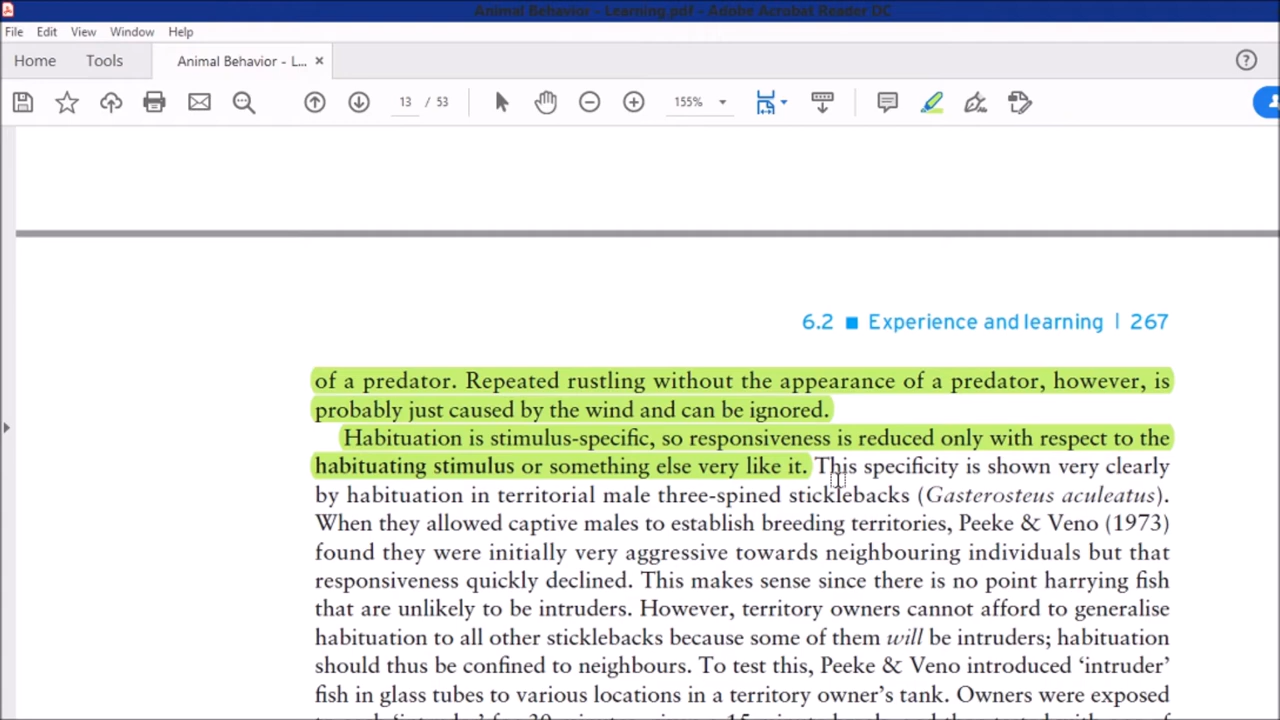 Animal Behavior - Learning.pdf - Adobe Acrobat Reader DC
File Edit View Window Help
Home Tools Animal Behavior - L... ×
13 / 53 155%
6.2 ■ Experience and learning | 267
of a predator. Repeated rustling without the appearance of a predator, however, is
probably just caused by the wind and can be ignored.
Habituation is stimulus-specific, so responsiveness is reduced only with respect to the
habituating stimulus or something else very like it. This specificity is shown very clearly
by habituation in territorial male three-spined sticklebacks (Gasterosteus aculeatus).
When they allowed captive males to establish breeding territories, Peeke & Veno (1973)
found they were initially very aggressive towards neighbouring individuals but that
responsiveness quickly declined. This makes sense since there is no point harrying fish
that are unlikely to be intruders. However, territory owners cannot afford to generalise
habituation to all other sticklebacks because some of them will be intruders; habituation
should thus be confined to neighbours. To test this, Peeke & Veno introduced ‘intruder’
fish in glass tubes to various locations in a territory owner’s tank. Owners were exposed